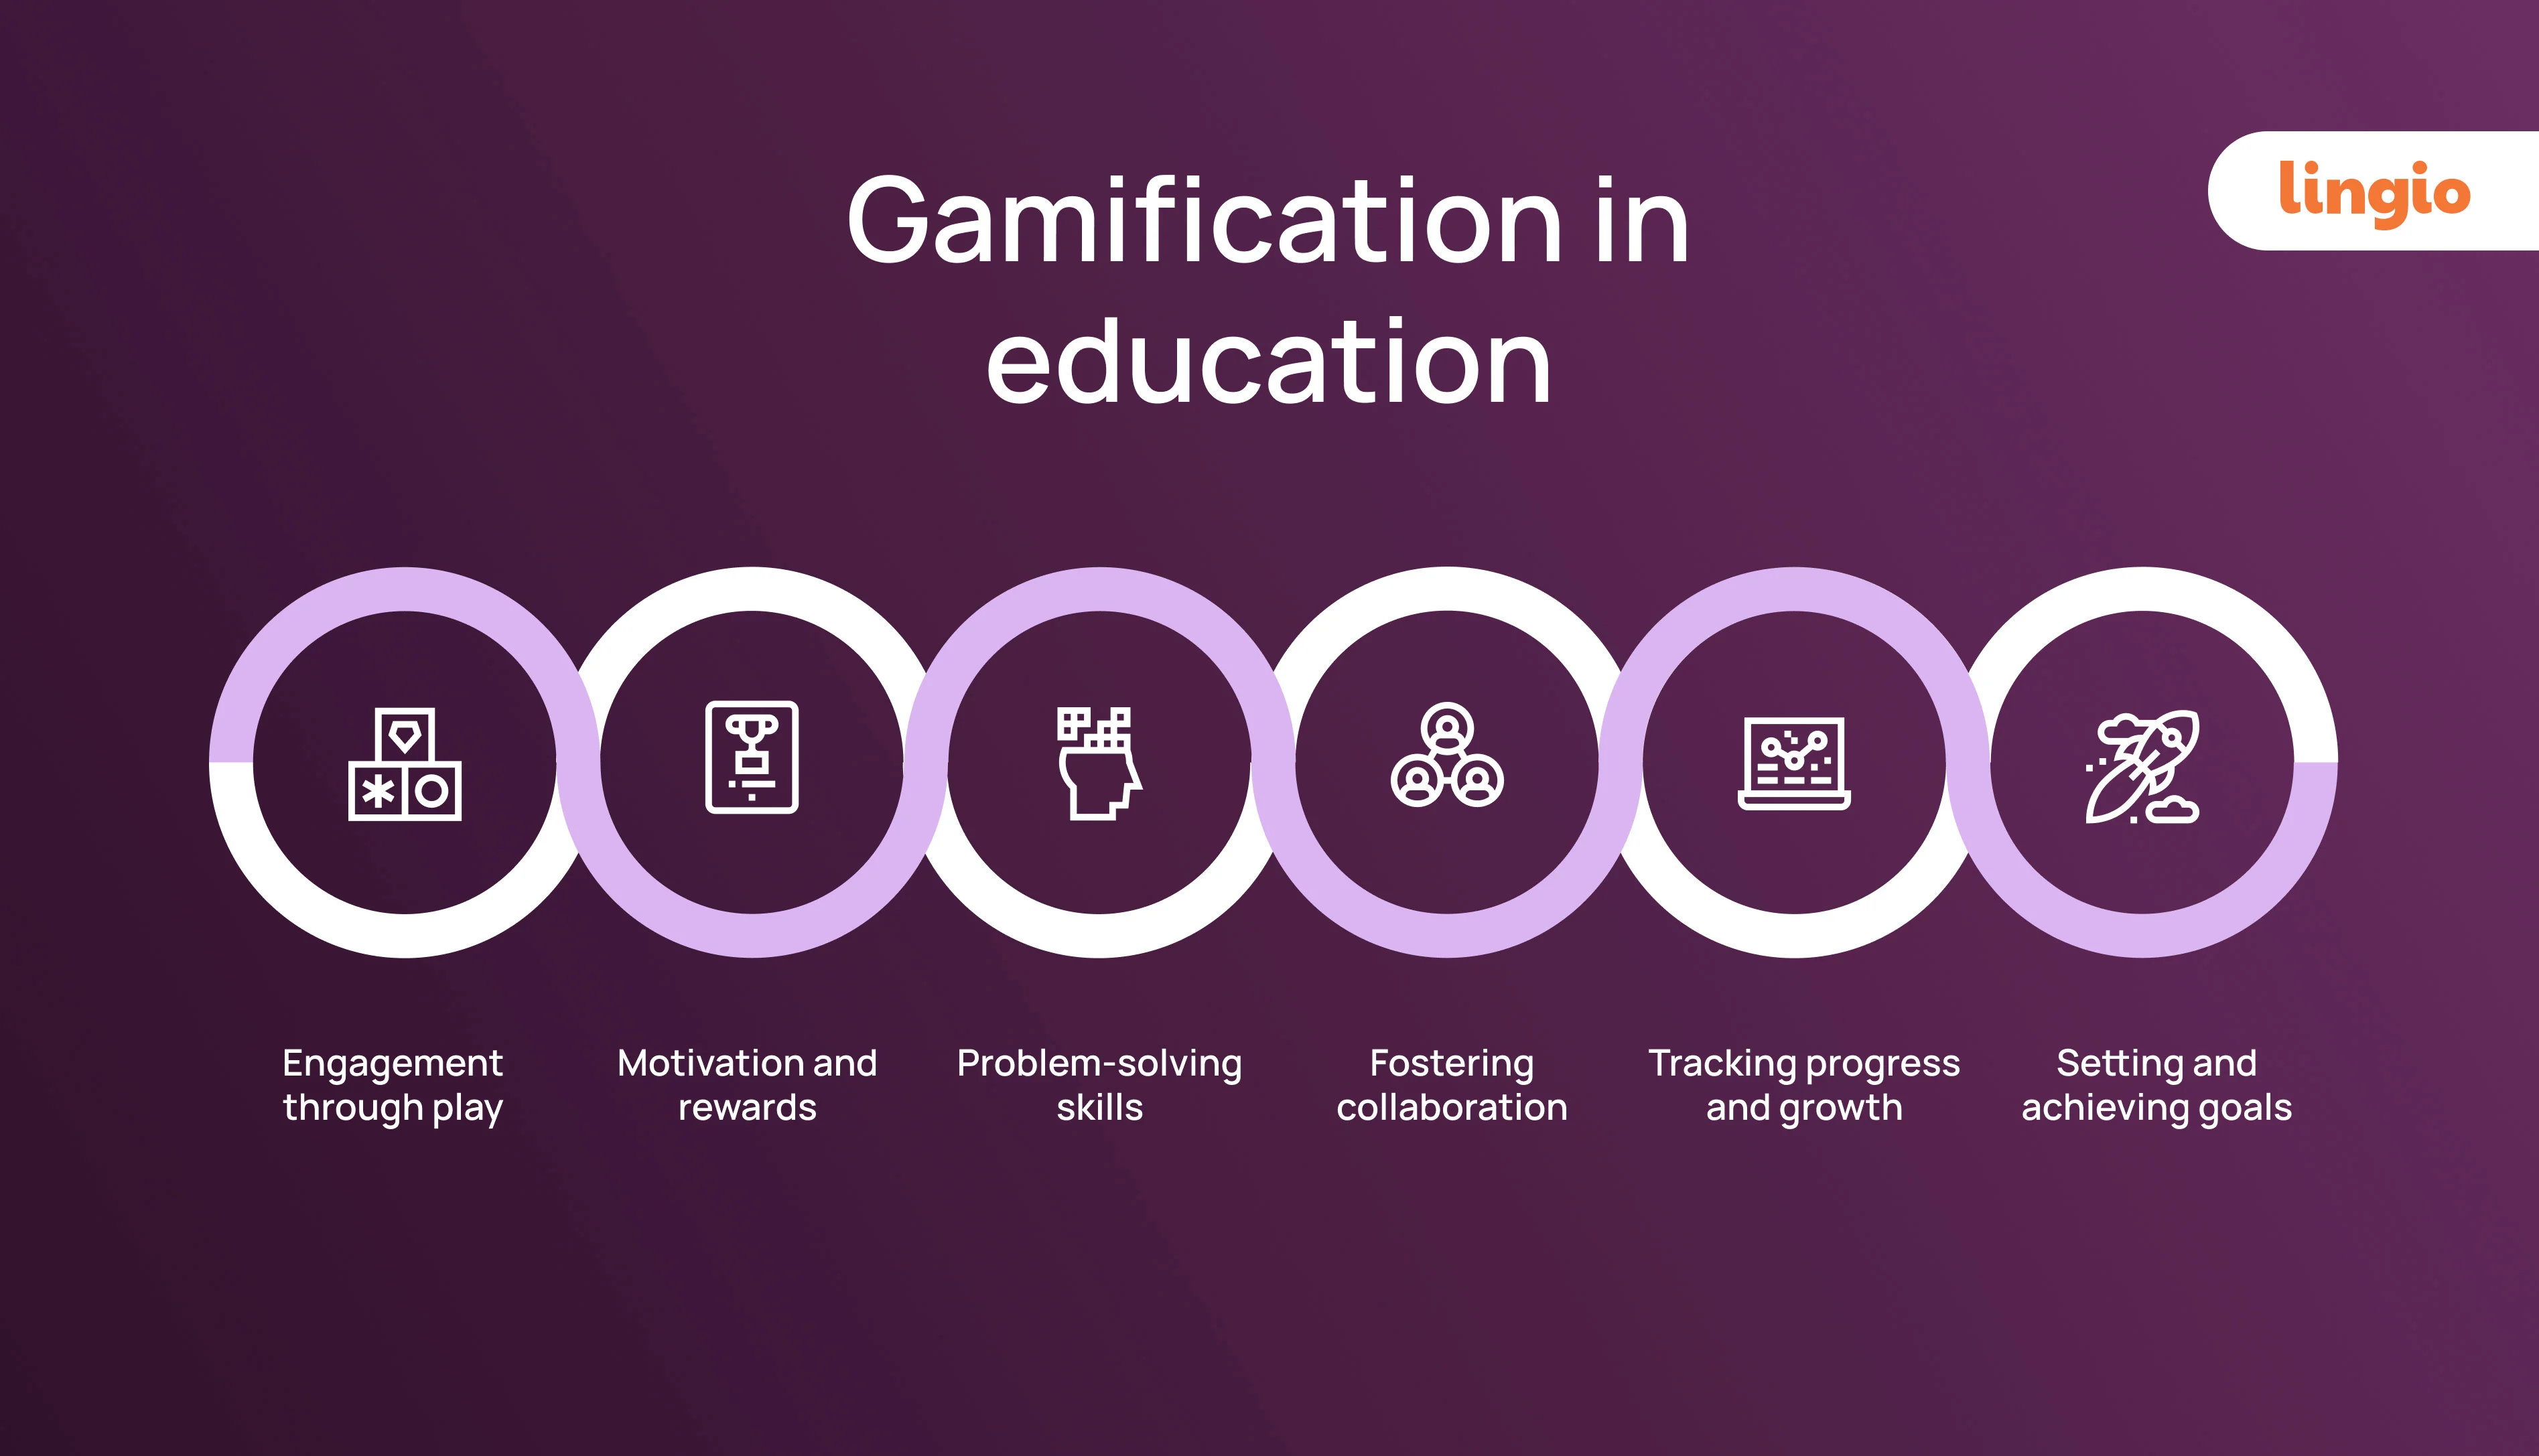 Gamification in
education
lingio
Engagement
through play
Motivation and
rewards
Problem-solving
skills
Fostering
collaboration
Tracking progress
and growth
Setting and
achieving goals